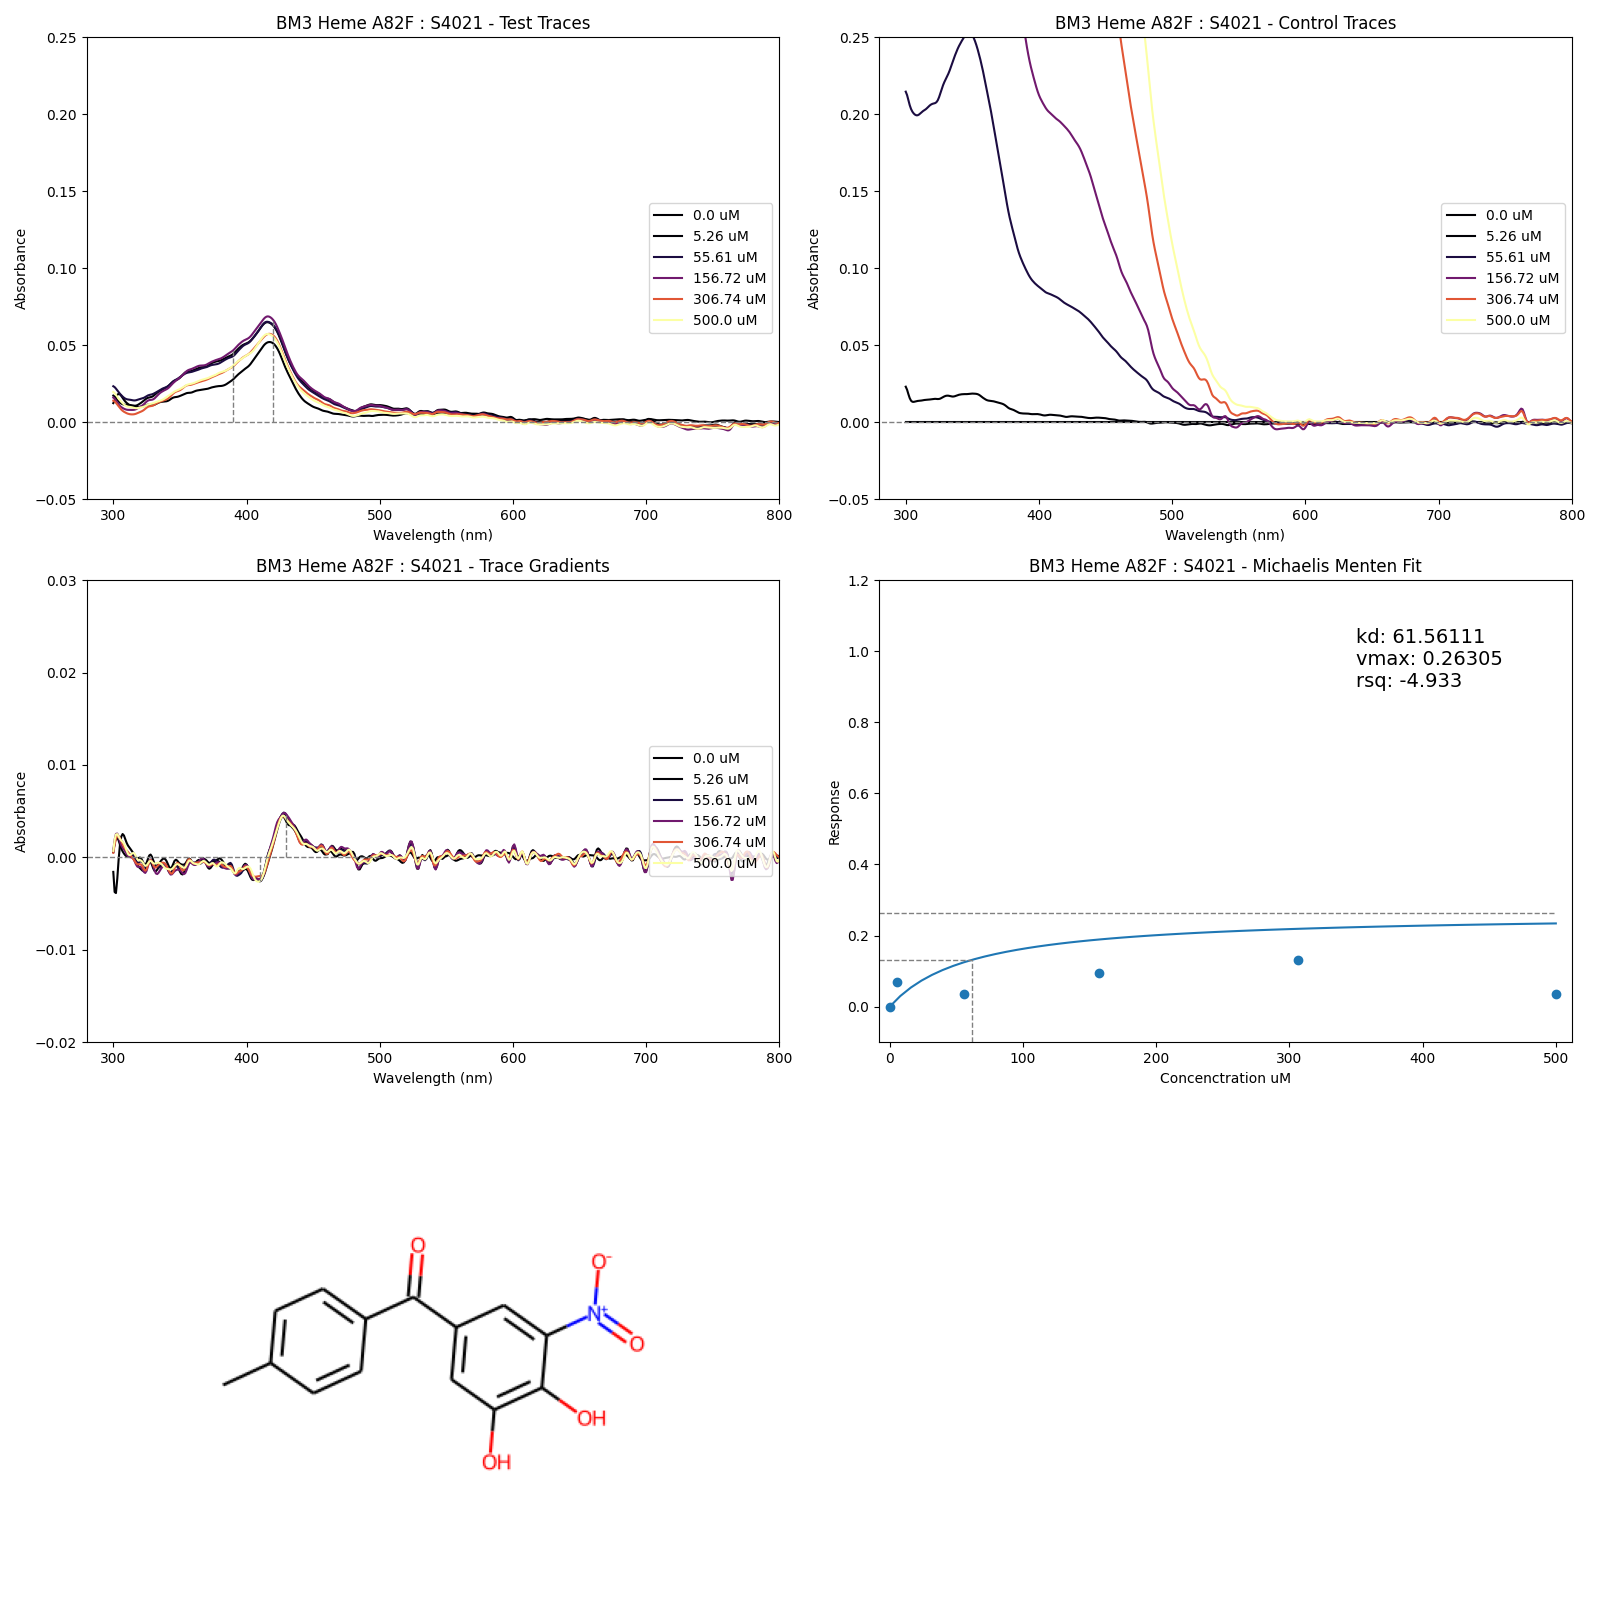 BM3 Heme A82F : S4021 - Test Traces
0.25
0.20
0.15
0.10
0.05
0.00
−0.05
Absorbance
300 400 500 600 700 800
Wavelength (nm)
0.0 uM
5.26 uM
55.61 uM
156.72 uM
306.74 uM
500.0 uM
BM3 Heme A82F : S4021 - Control Traces
0.25
0.20
0.15
0.10
0.05
0.00
−0.05
Absorbance
300 400 500 600 700 800
Wavelength (nm)
0.0 uM
5.26 uM
55.61 uM
156.72 uM
306.74 uM
500.0 uM
BM3 Heme A82F : S4021 - Trace Gradients
0.03
0.02
0.01
0.00
−0.01
−0.02
Absorbance
300 400 500 600 700 800
Wavelength (nm)
0.0 uM
5.26 uM
55.61 uM
156.72 uM
306.74 uM
500.0 uM
BM3 Heme A82F : S4021 - Michaelis Menten Fit
1.2
1.0
0.8
0.6
0.4
0.2
0.0
Response
0 100 200 300 400 500
Concenctration uM
kd: 61.56111
vmax: 0.26305
rsq: -4.933
O
O⁻
N⁺
O
OH
OH